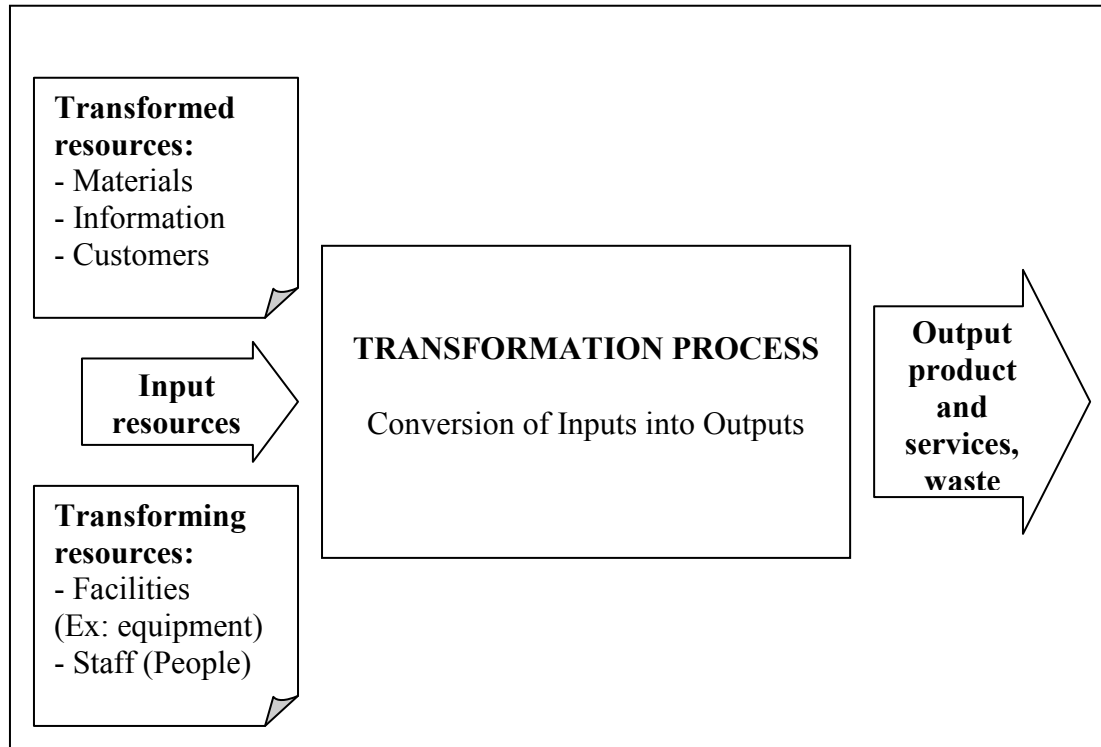 Transformed
resources:
- Materials
- Information
- Customers
Input
resources
Transforming
resources:
- Facilities
(Ex: equipment)
- Staff (People)
TRANSFORMATION PROCESS
Conversion of Inputs into Outputs
Output
product
and
services,
waste